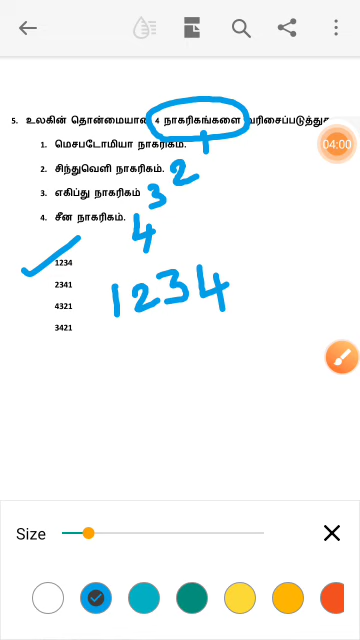 5. உலகின் தொன்மையான 4 நாகரிகங்களை வரிசைப்படுத்துக
1. மெசபடோமியா நாகரிகம். 1
04:00
2. சிந்துவெளி நாகரிகம். 2
3. எகிப்து நாகரிகம் 3
4. சீன நாகரிகம். 4
1234
2341
1234
4321
3421
Size